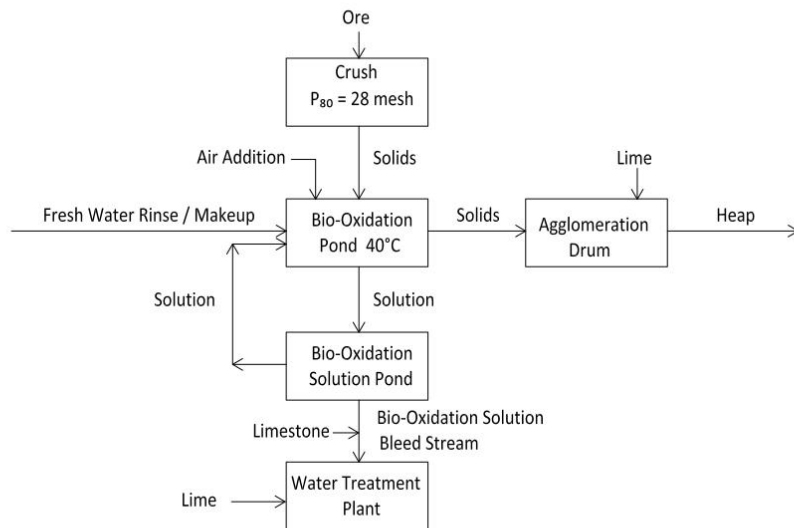 Ore
Crush
P₈₀ = 28 mesh
Air Addition
Solids
Lime
Fresh Water Rinse / Makeup
Bio-Oxidation
Pond 40°C
Solids
Agglomeration
Drum
Heap
Solution
Solution
Bio-Oxidation
Solution Pond
Limestone
Bio-Oxidation Solution
Bleed Stream
Lime
Water Treatment
Plant